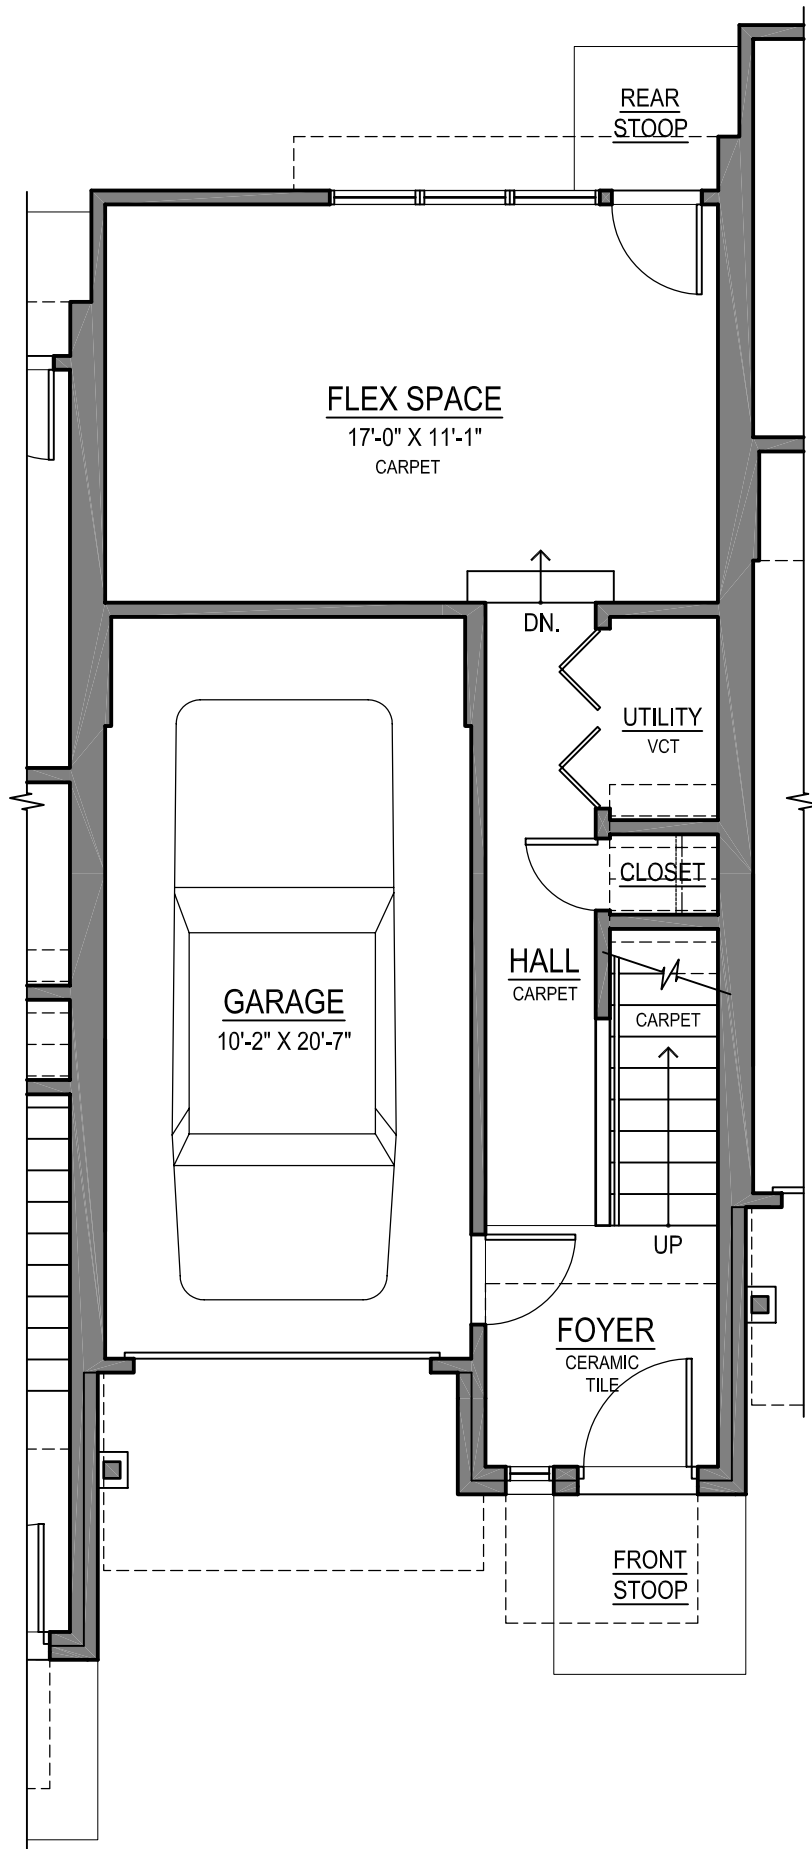 REAR
STOOP
FLEX SPACE
17'-0" X 11'-1"
CARPET
DN.
UTILITY
VCT
CLOSET
HALL
CARPET
CARPET
GARAGE
10'-2" X 20'-7"
UP
FOYER
CERAMIC
TILE
FRONT
STOOP